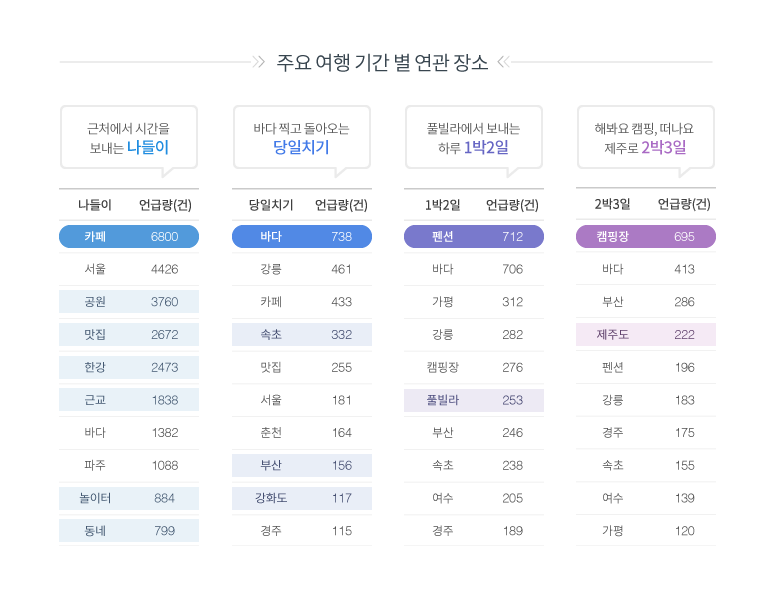 주요 여행 기간 별 연관 장소
근처에서 시간을
보내는 나들이
나들이 언급량(건)
카페 6800
서울 4426
공원 3760
맛집 2672
한강 2473
근교 1838
바다 1382
파주 1088
놀이터 884
동네 799
바다 찍고 돌아오는
당일치기
당일치기 언급량(건)
바다 738
강릉 461
카페 433
속초 332
맛집 255
서울 181
춘천 164
부산 156
강화도 117
경주 115
풀빌라에서 보내는
하루 1박2일
1박2일 언급량(건)
펜션 712
바다 706
가평 312
강릉 282
캠핑장 276
풀빌라 253
부산 246
속초 238
여수 205
경주 189
해봐요 캠핑, 떠나요
제주로 2박3일
2박3일 언급량(건)
캠핑장 695
바다 413
부산 286
제주도 222
펜션 196
강릉 183
경주 175
속초 155
여수 139
가평 120